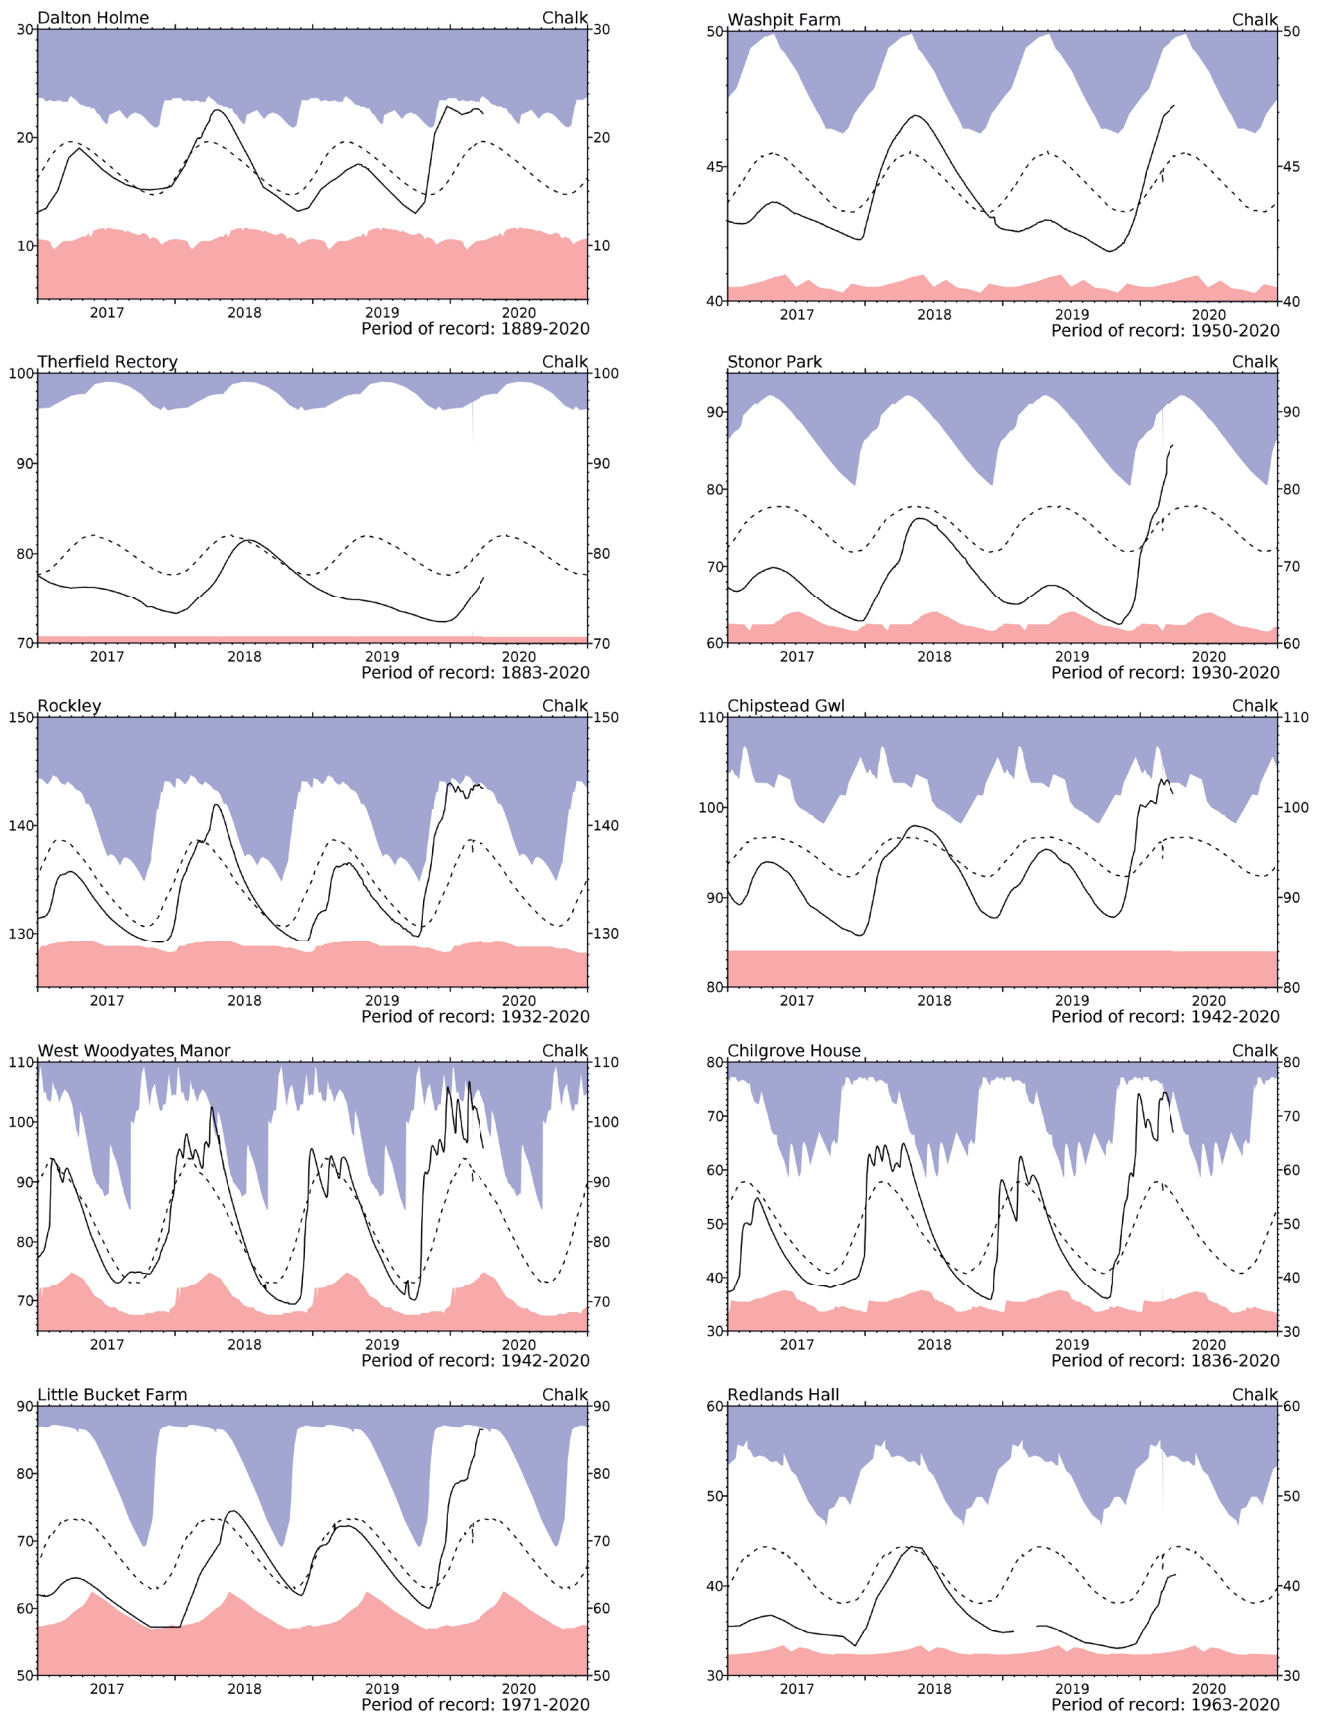 Dalton Holme Chalk
30 30
20 20
10 10
2017 2018 2019 2020
Period of record: 1889-2020
Washpit Farm Chalk
50 50
45 45
40 40
2017 2018 2019 2020
Period of record: 1950-2020
Therfield Rectory Chalk
100 100
90 90
80 80
70 70
2017 2018 2019 2020
Period of record: 1883-2020
Stonor Park Chalk
90 90
80 80
70 70
60 60
2017 2018 2019 2020
Period of record: 1930-2020
Rockley Chalk
150 150
140 140
130 130
2017 2018 2019 2020
Period of record: 1932-2020
Chipstead Gwl Chalk
110 110
100 100
90 90
80 80
2017 2018 2019 2020
Period of record: 1942-2020
West Woodyates Manor Chalk
110 110
100 100
90 90
80 80
70 70
2017 2018 2019 2020
Period of record: 1942-2020
Chilgrove House Chalk
80 80
70 70
60 60
50 50
40 40
30 30
2017 2018 2019 2020
Period of record: 1836-2020
Little Bucket Farm Chalk
90 90
80 80
70 70
60 60
50 50
2017 2018 2019 2020
Period of record: 1971-2020
Redlands Hall Chalk
60 60
50 50
40 40
30 30
2017 2018 2019 2020
Period of record: 1963-2020